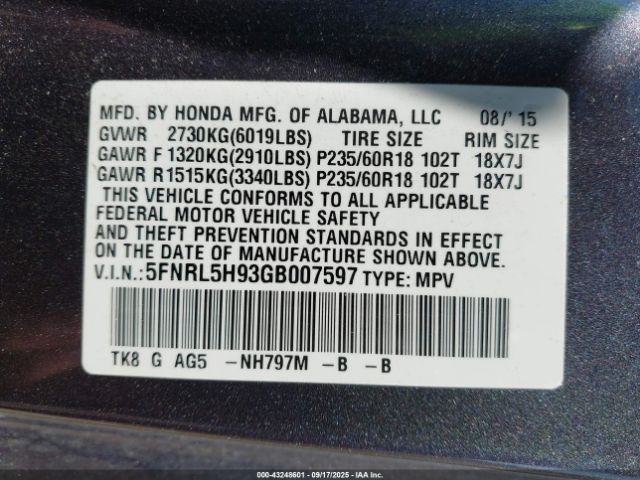 MFD. BY HONDA MFG. OF ALABAMA, LLC 08/' 15
GVWR 2730KG(6019LBS) TIRE SIZE RIM SIZE
GAWR F 1320KG(2910LBS) P235/60R18 102T 18X7J
GAWR R1515KG(3340LBS) P235/60R18 102T 18X7J
THIS VEHICLE CONFORMS TO ALL APPLICABLE
FEDERAL MOTOR VEHICLE SAFETY
AND THEFT PREVENTION STANDARDS IN EFFECT
ON THE DATE OF MANUFACTURE SHOWN ABOVE.
V.I.N.: 5FNRL5H93GB007597 TYPE: MPV
TK8 G AG5 -NH797M -B -B
000-43248601 - 09/17/2025 - IAAI Inc.